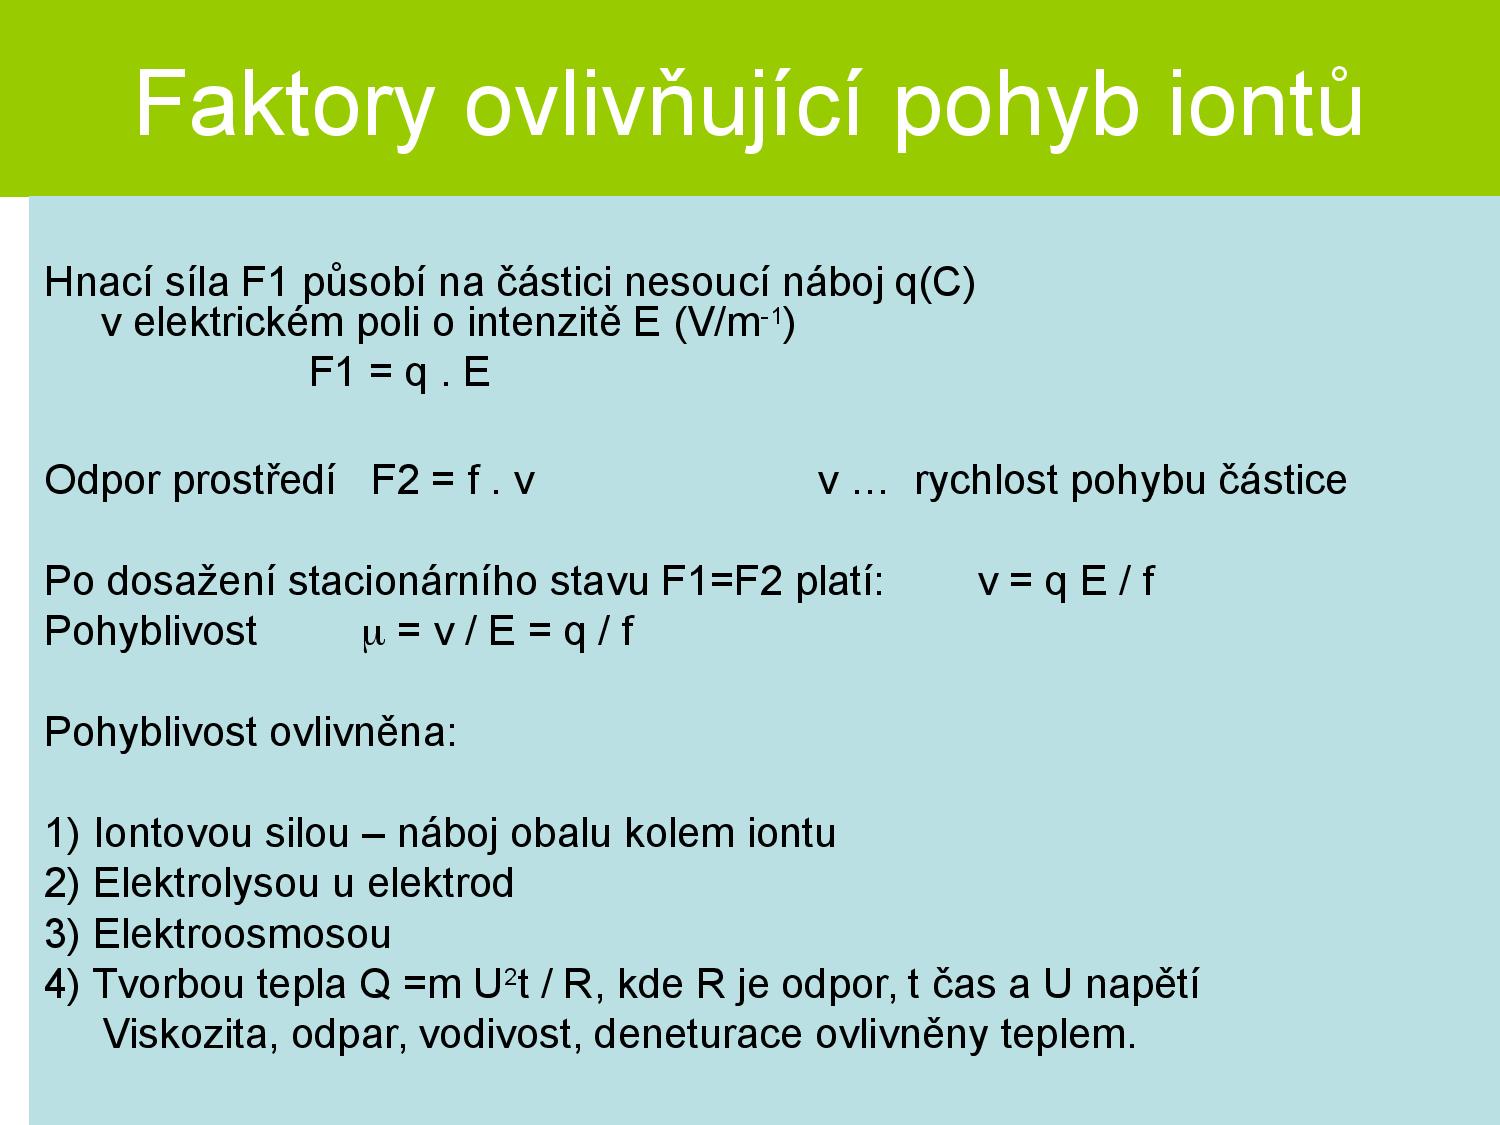 Faktory ovlivňující pohyb iontů
Hnací síla F1 působí na částici nesoucí náboj q(C)
v elektrickém poli o intenzitě E (V/m⁻¹)
F1 = q . E
Odpor prostředí F2 = f . v v … rychlost pohybu částice
Po dosažení stacionárního stavu F1=F2 platí: v = q E / f
Pohyblivost μ = v / E = q / f
Pohyblivost ovlivněna:
1) Iontovou silou – náboj obalu kolem iontu
2) Elektrolysou u elektrod
3) Elektroosmosou
4) Tvorbou tepla Q =m U²t / R, kde R je odpor, t čas a U napětí
Viskozita, odpar, vodivost, deneturace ovlivněny teplem.